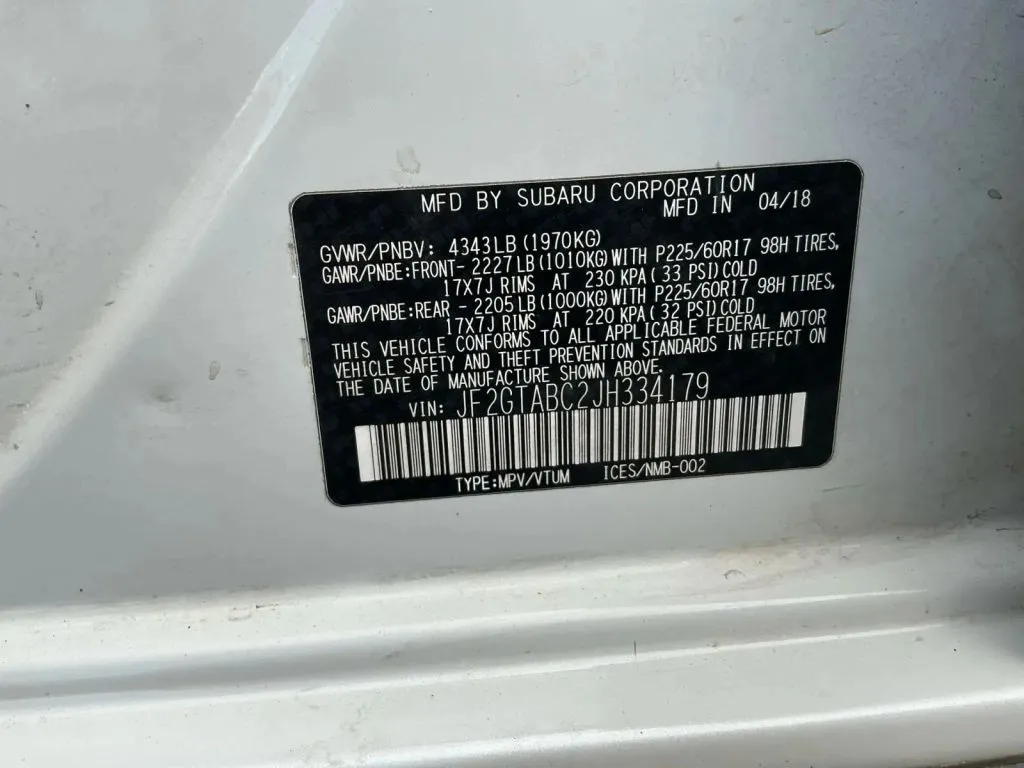 MFD BY SUBARU CORPORATION
MFD IN 04/18
GVWR/PNBV: 4343LB(1970KG)
GAWR/PNBE:FRONT- 2227LB(1010KG)WITH P225/60R17 98H TIRES,
17X7J RIMS AT 230 KPA(33 PSI)COLD
GAWR/PNBE:REAR - 2205LB(1000KG)WITH P225/60R17 98H TIRES,
17X7J RIMS AT 220 KPA(32 PSI)COLD
THIS VEHICLE CONFORMS TO ALL APPLICABLE FEDERAL MOTOR
VEHICLE SAFETY AND THEFT PREVENTION STANDARDS IN EFFECT ON
THE DATE OF MANUFACTURE SHOWN ABOVE.
VIN: JF2GTABC2JH334179
TYPE:MPV/VTUM ICES/NMB-002